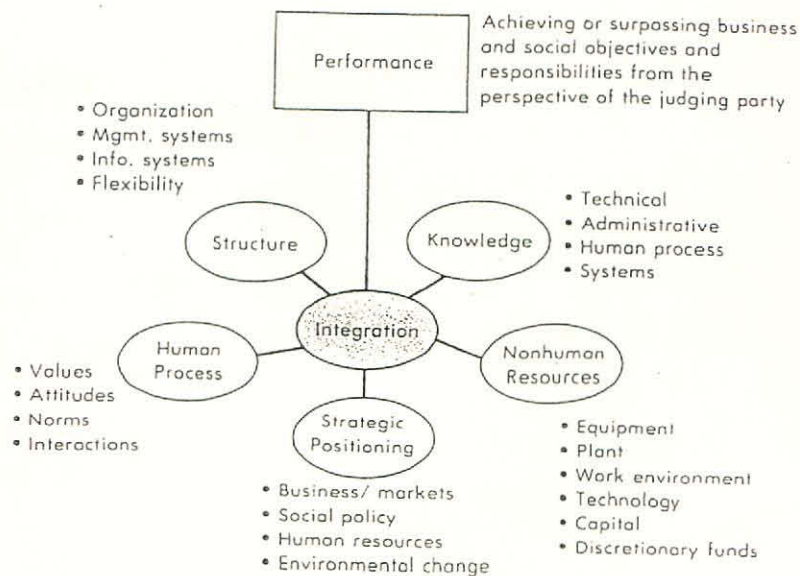 Performance
Achieving or surpassing business
and social objectives and
responsibilities from the
perspective of the judging party
• Organization
• Mgmt. systems
• Info. systems
• Flexibility
Structure
Knowledge
• Technical
• Administrative
• Human process
• Systems
Integration
Human
Process
• Values
• Attitudes
• Norms
• Interactions
Nonhuman
Resources
Strategic
Positioning
• Business/ markets
• Social policy
• Human resources
• Environmental change
• Equipment
• Plant
• Work environment
• Technology
• Capital
• Discretionary funds